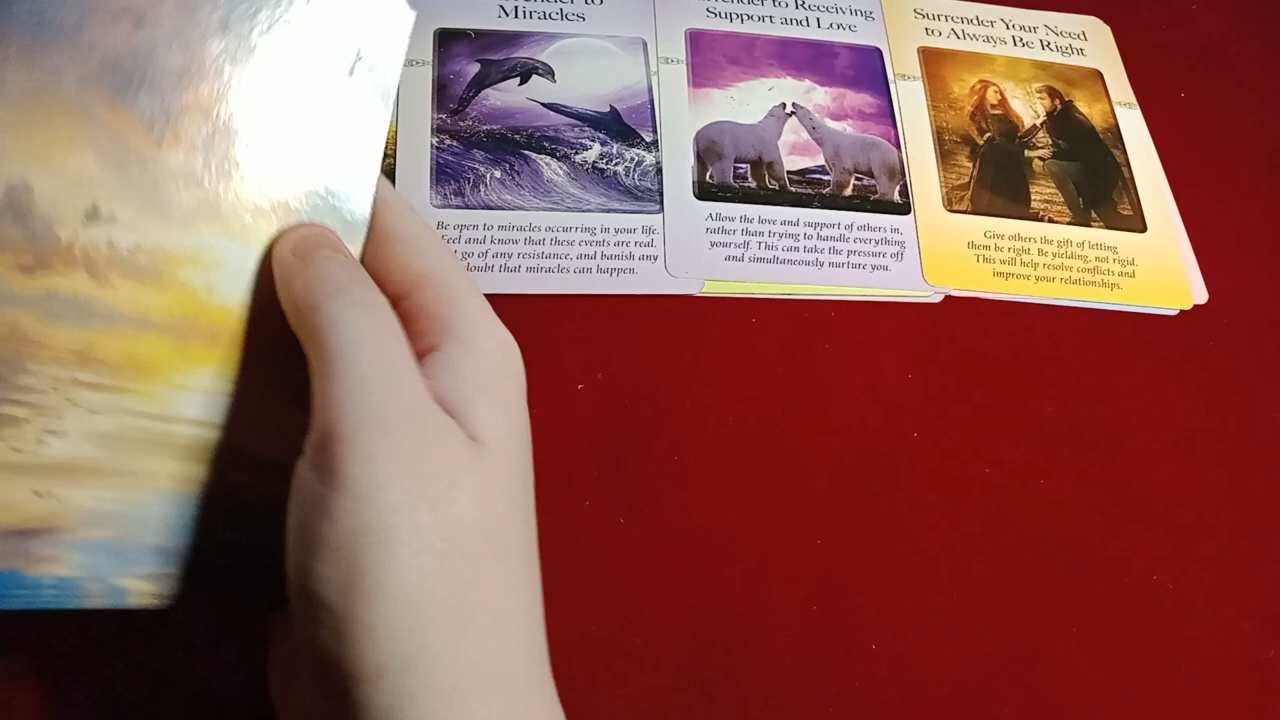 to
Miracles
Be open to miracles occurring in your life.
Feel and know that these events are real.
go of any resistance, and banish any
doubt that miracles can happen.
to Receiving
Support and Love
Allow the love and support of others in,
rather than trying to handle everything
yourself. This can take the pressure off
and simultaneously nurture you.
Surrender Your Need
to Always Be Right
Give others the gift of letting
them be right. Be yielding, not rigid.
This will help resolve conflicts and
improve your relationships.